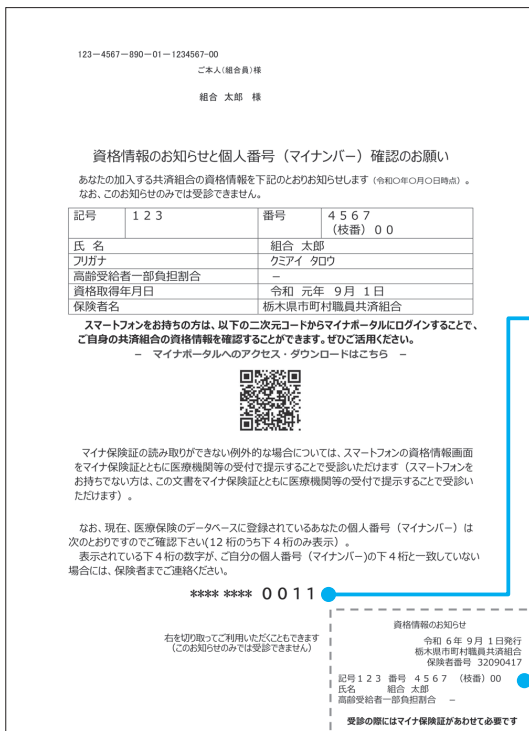 123－4567－890－01－1234567-00
ご本人（組合員）様
組合 太郎 様
資格情報のお知らせと個人番号（マイナンバー）確認のお願い
あなたの加入する共済組合の資格情報を下記のとおりお知らせします（令和〇年〇月〇日時点）。
なお、このお知らせのみでは受診できません。
記号 １２３ 番号 ４５６７
（枝番）００
氏 名 組合 太郎
フリガナ クミアイ タロウ
高齢受給者一部負担割合 －
資格取得年月日 令和 元年 9月 1日
保険者名 栃木県市町村職員共済組合
スマートフォンをお持ちの方は、以下の二次元コードからマイナポータルにログインすることで、
ご自身の共済組合の資格情報を確認することができます。ぜひご活用ください。
－ マイナポータルへのアクセス・ダウンロードはこちら －
マイナ保険証の読み取りができない例外的な場合については、スマートフォンの資格情報画面
をマイナ保険証とともに医療機関等の受付で提示することで受診いただけます（スマートフォンを
お持ちでない方は、この文書をマイナ保険証とともに医療機関等の受付で提示することで受診い
ただけます）。
なお、現在、医療保険のデータベースに登録されているあなたの個人番号（マイナンバー）は
次のとおりですのでご確認下さい(12 桁のうち下 4 桁のみ表示）。
表示されている下 4 桁の数字が、ご自分の個人番号（マイナンバー)の下 4 桁と一致していない
場合には、保険者までご連絡ください。
**** **** ００１１
右を切り取ってご利用いただくこともできます
（このお知らせのみでは受診できません）
資格情報のお知らせ
令和 6年 9月 1日発行
栃木県市町村職員共済組合
保険者番号 32090417
記号１２３ 番号 ４５６７ （枝番）00
氏名 組合 太郎
高齢受給者一部負担割合 －
受診の際にはマイナ保険証があわせて必要です